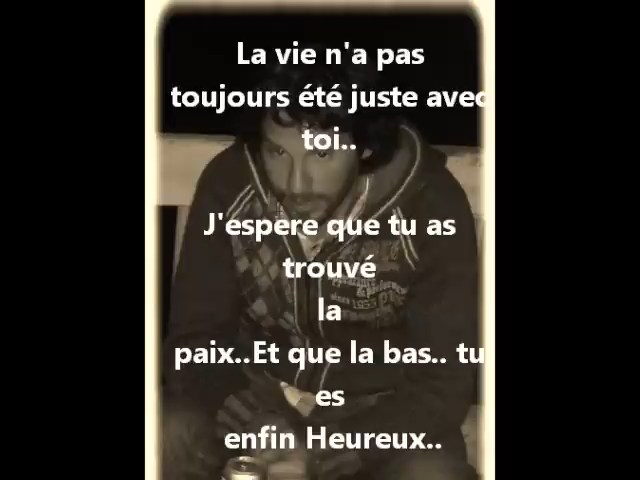 La vie n'a pas
toujours été juste avec
toi..
J'espere que tu as
trouvé
la
paix..Et que la bas.. tu
es
enfin Heureux..